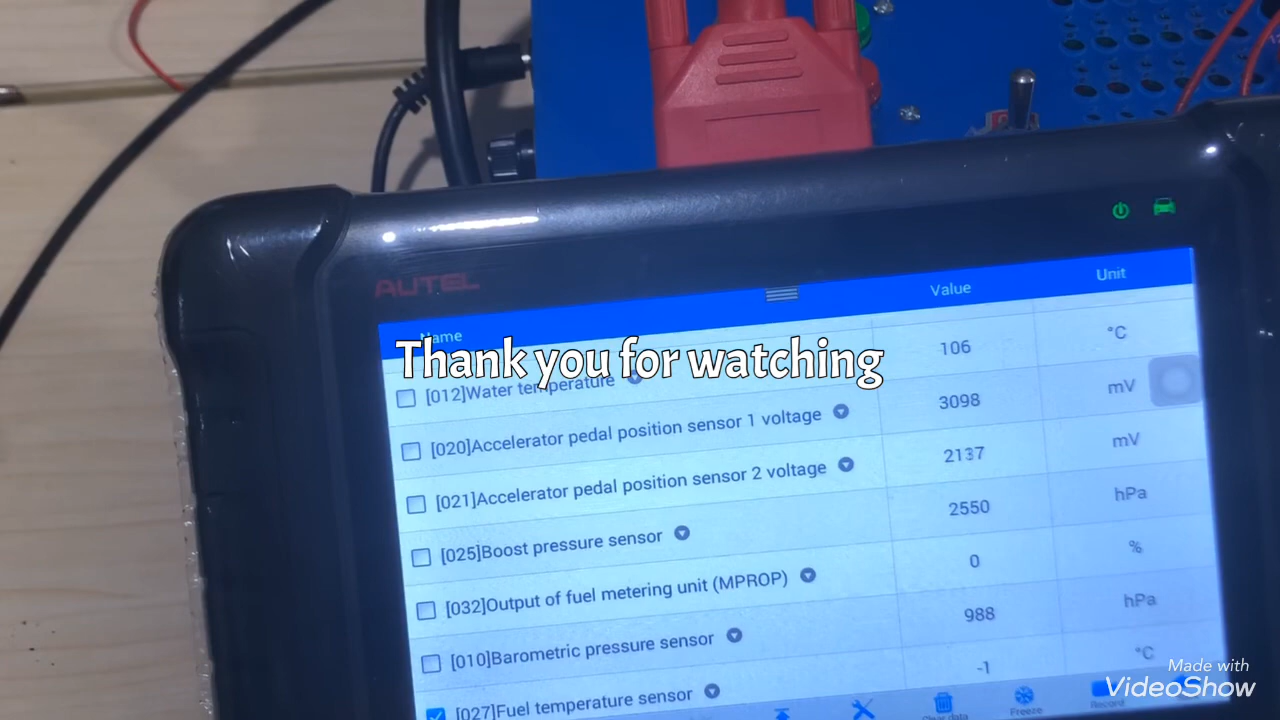 AUTEL
Name Value Unit
Thank you for watching
[012]Water temperature 106 °C
[020]Accelerator pedal position sensor 1 voltage 3098 mV
[021]Accelerator pedal position sensor 2 voltage 2137 mV
[025]Boost pressure sensor 2550 hPa
[032]Output of fuel metering unit (MPROP) 0 %
[010]Barometric pressure sensor 988 hPa
[027]Fuel temperature sensor -1 °C
Clear data Freeze Record
Made with
VideoShow